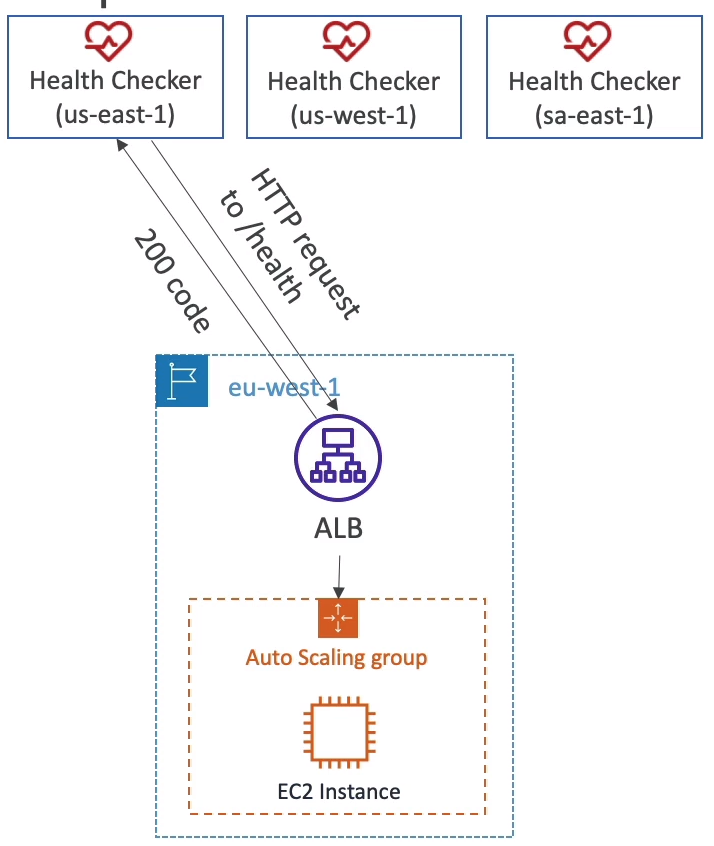 Health Checker
(us-east-1)
Health Checker
(us-west-1)
Health Checker
(sa-east-1)
HTTP request
to /health
200 code
eu-west-1
ALB
Auto Scaling group
EC2 Instance